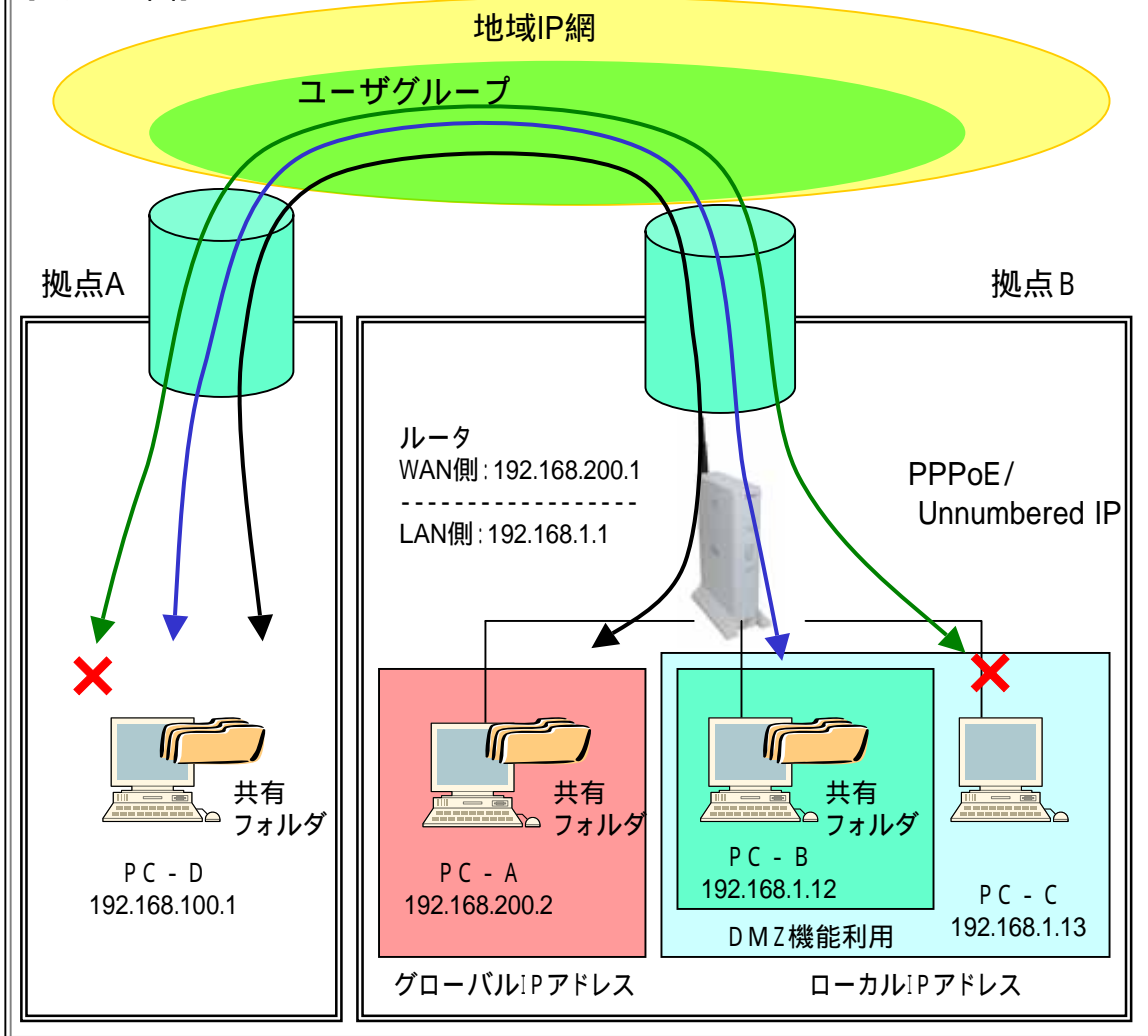 地域IP網
ユーザグループ
拠点A
拠点B
ルータ
WAN側:192.168.200.1
------------------
LAN側:192.168.1.1
PPPoE/
Unnumbered IP
共有
フォルダ
PC-D
192.168.100.1
共有
フォルダ
PC-A
192.168.200.2
共有
フォルダ
PC-B
192.168.1.12
PC-C
192.168.1.13
DMZ機能利用
グローバルIPアドレス
ローカルIPアドレス